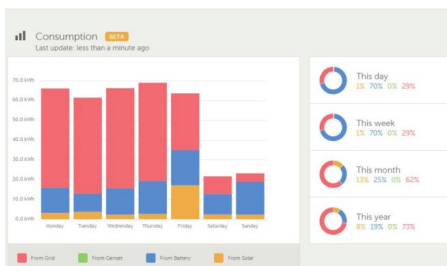 Consumption BETA
Last update: less than a minute ago
70.0 kWh
60.0 kWh
50.0 kWh
40.0 kWh
30.0 kWh
20.0 kWh
10.0 kWh
0.0 kWh
Monday Tuesday Wednesday Thursday Friday Saturday Sunday
From Grid From Genset From Battery From Solar
This day
1% 70% 0% 29%
This week
1% 70% 0% 29%
This month
13% 25% 0% 62%
This year
8% 19% 0% 73%